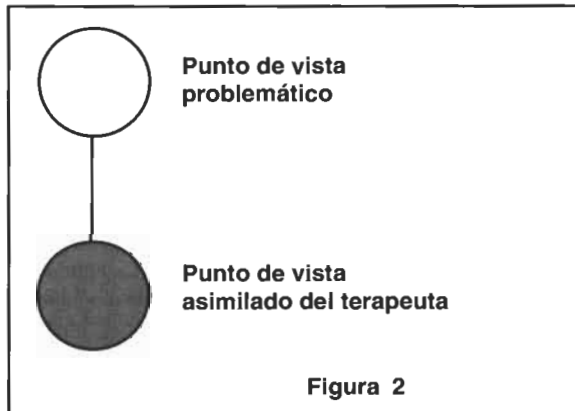 Punto de vista
problemático
Punto de vista
asimilado del terapeuta
Figura 2